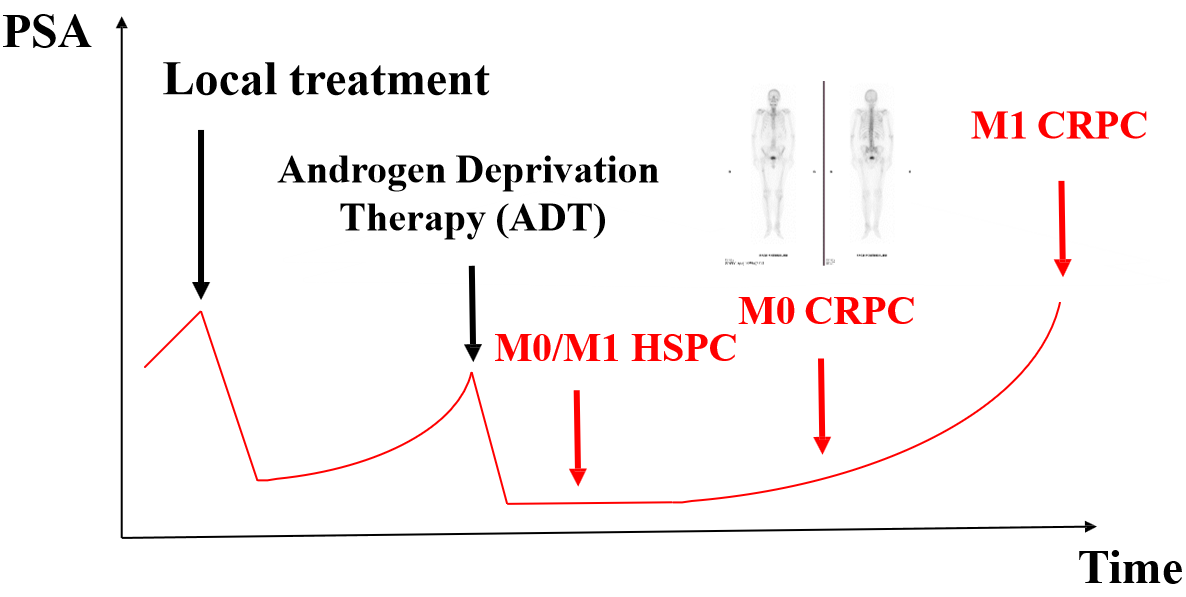 PSA
Local treatment
Androgen Deprivation
Therapy (ADT)
M0/M1 HSPC
M0 CRPC
M1 CRPC
Time